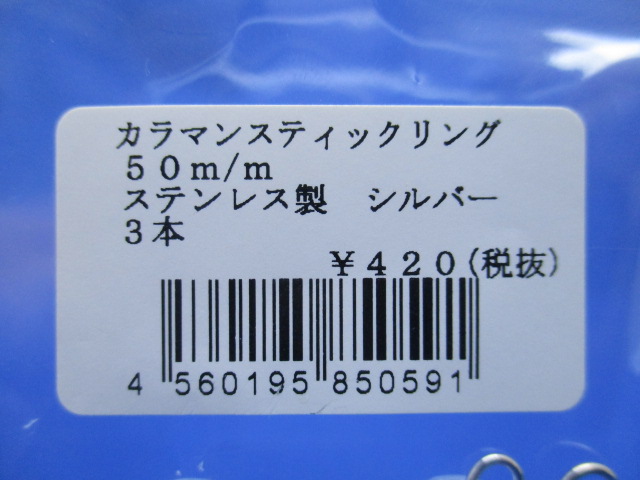 カラマンスティックリング
５０ｍ/ｍ
ステンレス製　シルバー
３本
￥４２０(税抜)
4 560195 850591